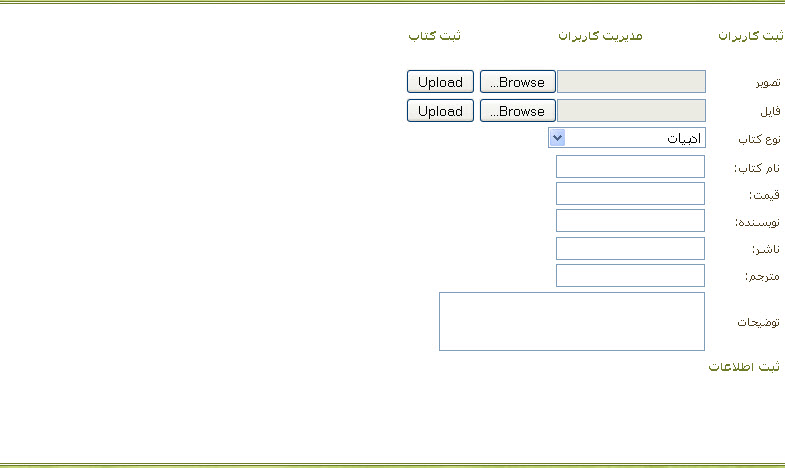 ثبت کاربران مدیریت کاربران ثبت کتاب
تصویر Browse... Upload
فایل Browse... Upload
نوع کتاب ادبیات
نام کتاب:
قیمت:
نویسنده:
ناشر:
مترجم:
توضیحات
ثبت اطلاعات